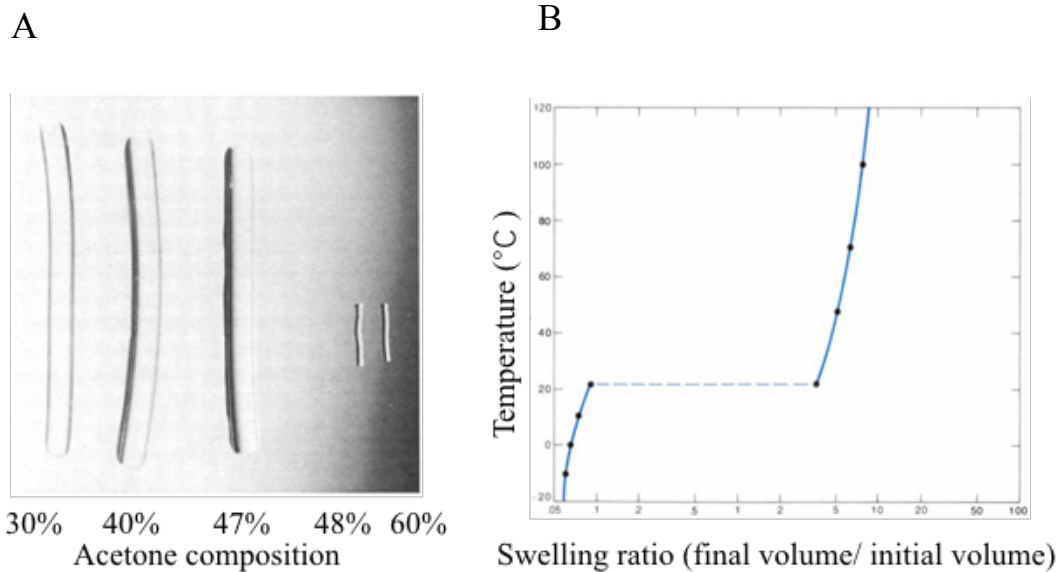 A
B
30% 40% 47% 48% 60%
Acetone composition
Temperature (°C )
120
100
80
60
40
20
0
-20
.05 .1 .2 .5 1 2 5 10 20 50 100
Swelling ratio (final volume/ initial volume)